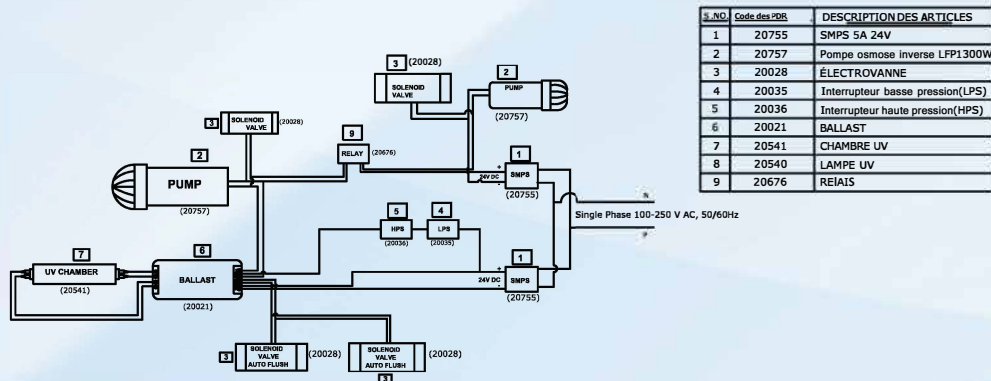 S.NO. Code des PDR DESCRIPTION DES ARTICLES
1 20755 SMPS 5A 24V
2 20757 Pompe osmose inverse LFP1300W
3 20028 ÉLECTROVANNE
4 20035 Interrupteur basse pression(LPS)
5 20036 Interrupteur haute pression(HPS)
6 20021 BALLAST
7 20541 CHAMBRE UV
8 20540 LAMPE UV
9 20676 RElAIS
3 (20028)
SOLENOID
VALVE
2
PUMP
(20757)
3
SOLENOID
VALVE
(20028)
9
RELAY
(20676)
2
PUMP
(20757)
1
+
24V DC
-
SMPS
(20755)
N
Single Phase 100-250 V AC, 50/60Hz
P
5
HPS
(20036)
4
LPS
(20035)
7
UV CHAMBER
(20541)
6
BALLAST
(20021)
1
+
24V DC
-
SMPS
(20755)
3
SOLENOID
VALVE
AUTO FLUSH
(20028)
SOLENOID
VALVE
AUTO FLUSH
(20028)
3